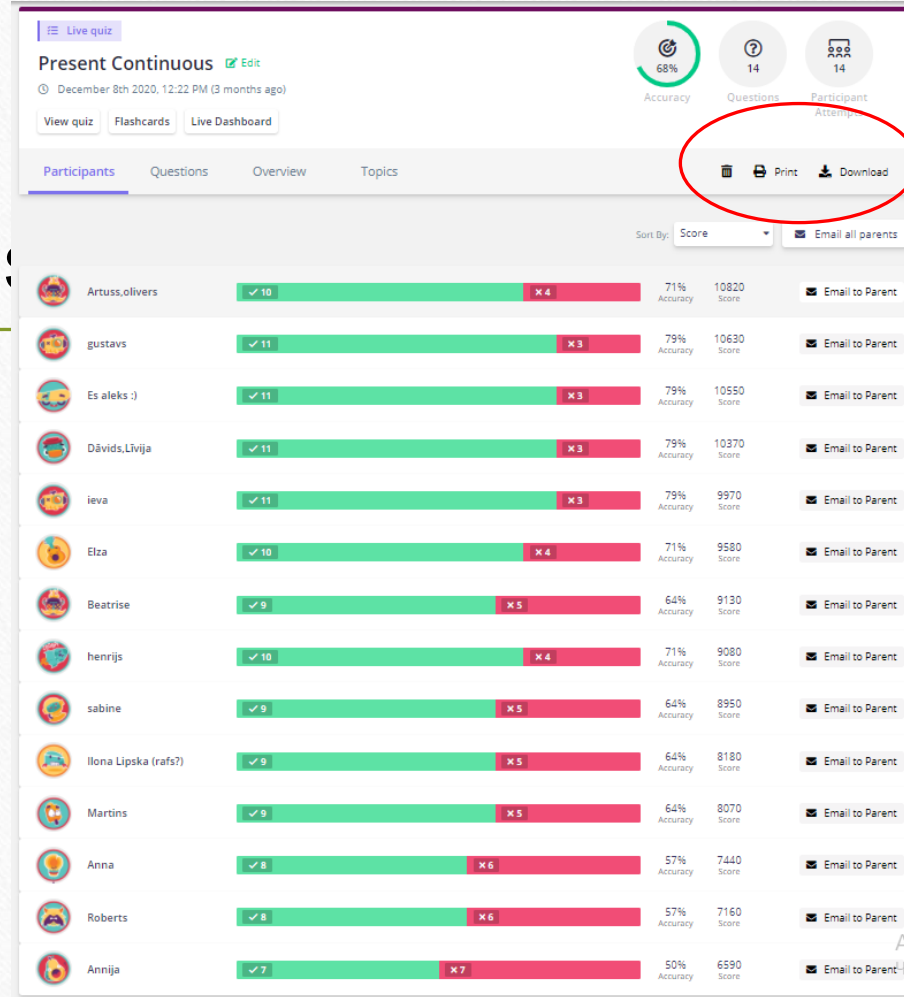 Live quiz
Present Continuous Edit
December 8th 2020, 12:22 PM (3 months ago)
View quiz Flashcards Live Dashboard
68%
Accuracy
14
Questions
14
Participant
Attempts
Participants Questions Overview Topics Print Download
Sort By: Score Email all parents
Artuss,olivers 10 4 71% Accuracy 10820 Score Email to Parent
gustavs 11 3 79% Accuracy 10630 Score Email to Parent
Es aleks :) 11 3 79% Accuracy 10550 Score Email to Parent
Dāvids,Līvija 11 3 79% Accuracy 10370 Score Email to Parent
ieva 11 3 79% Accuracy 9970 Score Email to Parent
Elza 10 4 71% Accuracy 9580 Score Email to Parent
Beatrise 9 5 64% Accuracy 9130 Score Email to Parent
henrijs 10 4 71% Accuracy 9080 Score Email to Parent
sabine 9 5 64% Accuracy 8950 Score Email to Parent
Ilona Lipska (rafs?) 9 5 64% Accuracy 8180 Score Email to Parent
Martins 9 5 64% Accuracy 8070 Score Email to Parent
Anna 8 6 57% Accuracy 7440 Score Email to Parent
Roberts 8 6 57% Accuracy 7160 Score Email to Parent
Annija 7 7 50% Accuracy 6590 Score Email to Parent